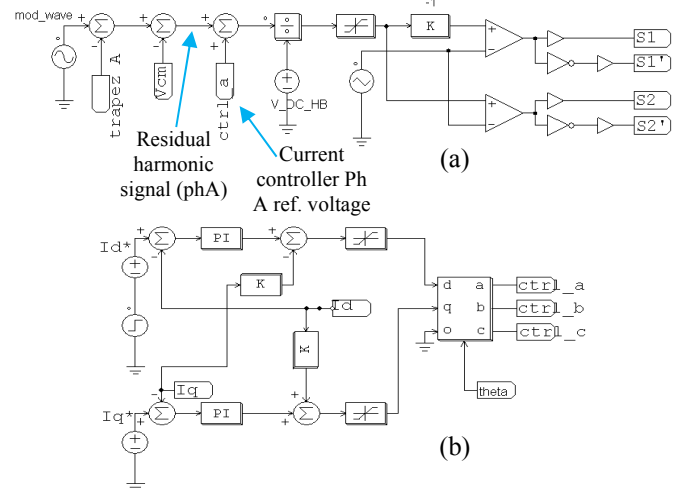 mod_wave
trapez A
Vcm
ctrl_a
V_DC_HB
-1
K
S1
S1'
S2
S2'
Residual
harmonic
signal (phA)
Current
controller Ph
A ref. voltage
(a)
Id*
PI
K
Id
K
Iq
Iq*
PI
d a
q b
o c
ctrl_a
ctrl_b
ctrl_c
theta
(b)